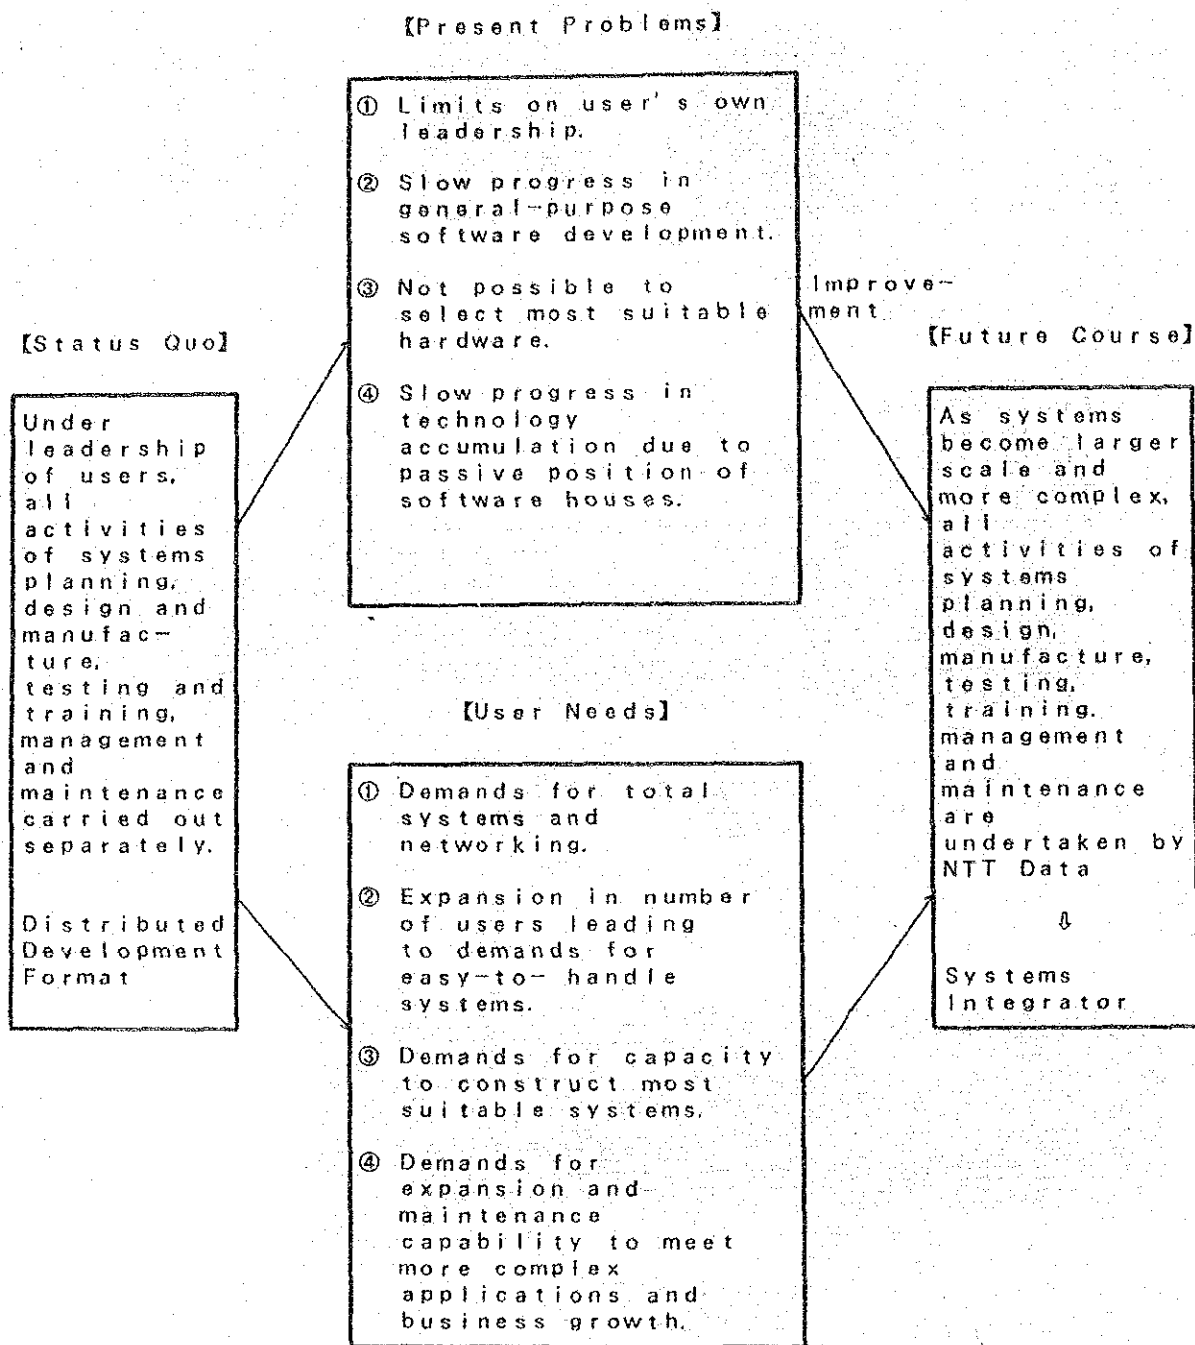 【Present Problems】
① Limits on user's own
leadership.
② Slow progress in
general-purpose
software development.
③ Not possible to
select most suitable
hardware.
④ Slow progress in
technology
accumulation due to
passive position of
software houses.
Improve-
ment
【Status Quo】
Under
leadership
of users,
all
activities
of systems
planning,
design and
manufac-
ture,
testing and
training,
management
and
maintenance
carried out
separately.
Distributed
Development
Format
【User Needs】
① Demands for total
systems and
networking.
② Expansion in number
of users leading
to demands for
easy-to- handle
systems.
③ Demands for capacity
to construct most
suitable systems.
④ Demands for
expansion and
maintenance
capability to meet
more complex
applications and
business growth.
【Future Course】
As systems
become larger
scale and
more complex,
all
activities of
systems
planning,
design,
manufacture,
testing,
training.
management
and
maintenance
are
undertaken by
NTT Data
⇩
Systems
Integrator